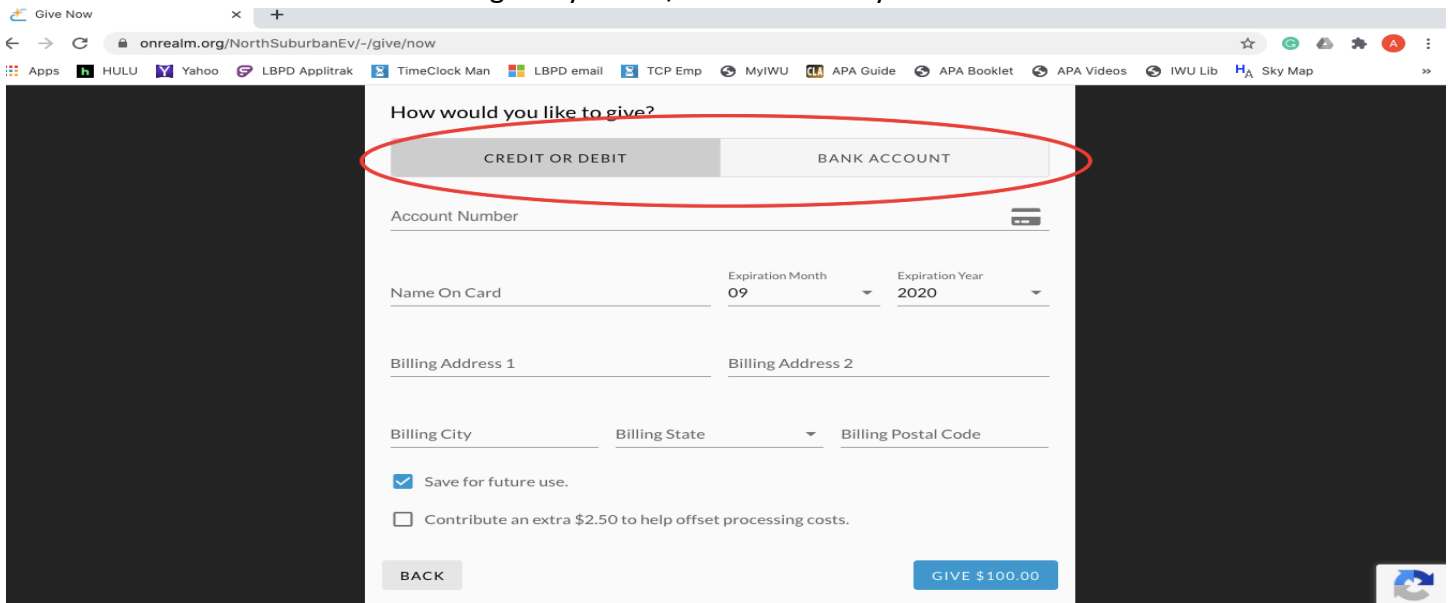 Give Now × +
onrealm.org/NorthSuburbanEv/-/give/now A
Apps h HULU Y Yahoo LBPD Applitrak TimeClock Man LBPD email TCP Emp MyIWU CLA APA Guide APA Booklet APA Videos IWU Lib HA Sky Map »
How would you like to give?
CREDIT OR DEBIT BANK ACCOUNT
Account Number
Expiration Month Expiration Year
Name On Card 09 2020
Billing Address 1 Billing Address 2
Billing City Billing State Billing Postal Code
Save for future use.
Contribute an extra $2.50 to help offset processing costs.
BACK GIVE $100.00